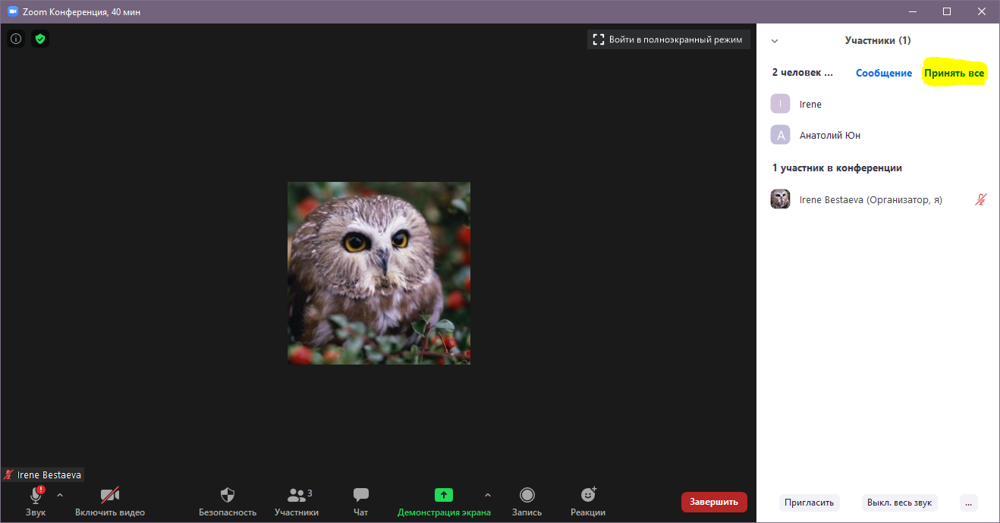 Zoom Конференция, 40 мин
Войти в полноэкранный режим
Участники (1)
2 человек ... Сообщение Принять все
I Irene
А Анатолий Юн
1 участник в конференции
Irene Bestaeva (Организатор, я)
Irene Bestaeva
3
Звук Включить видео Безопасность Участники Чат Демонстрация экрана Запись Реакции
Завершить
Пригласить Выкл. весь звук ...